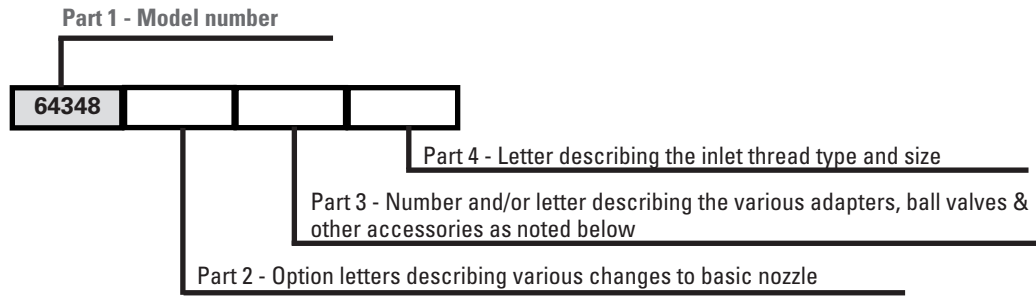 Part 1 - Model number
64348
Part 4 - Letter describing the inlet thread type and size
Part 3 - Number and/or letter describing the various adapters, ball valves &
other accessories as noted below
Part 2 - Option letters describing various changes to basic nozzle